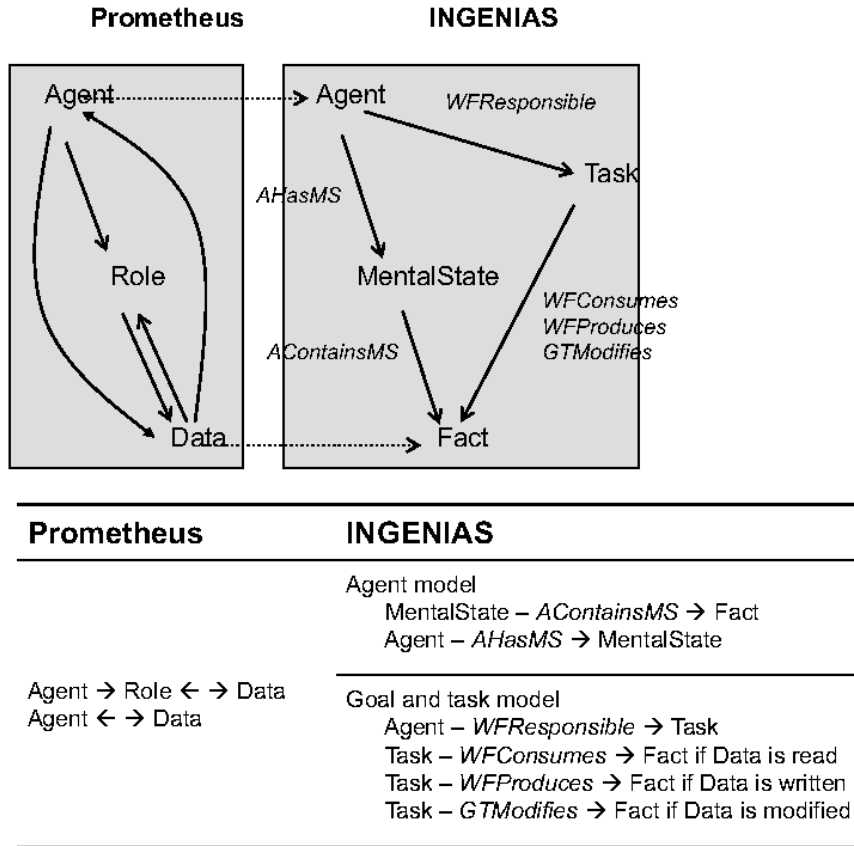 Prometheus INGENIAS
Agent Agent WFResponsible
Task
AHasMS
Role MentalState
WFConsumes
WFProduces
AContainsMS GTModifies
Data Fact
Prometheus INGENIAS
Agent model
MentalState – AContainsMS → Fact
Agent – AHasMS → MentalState
Agent → Role ← → Data
Agent ← → Data
Goal and task model
Agent – WFResponsible → Task
Task – WFConsumes → Fact if Data is read
Task – WFProduces → Fact if Data is written
Task – GTModifies → Fact if Data is modified